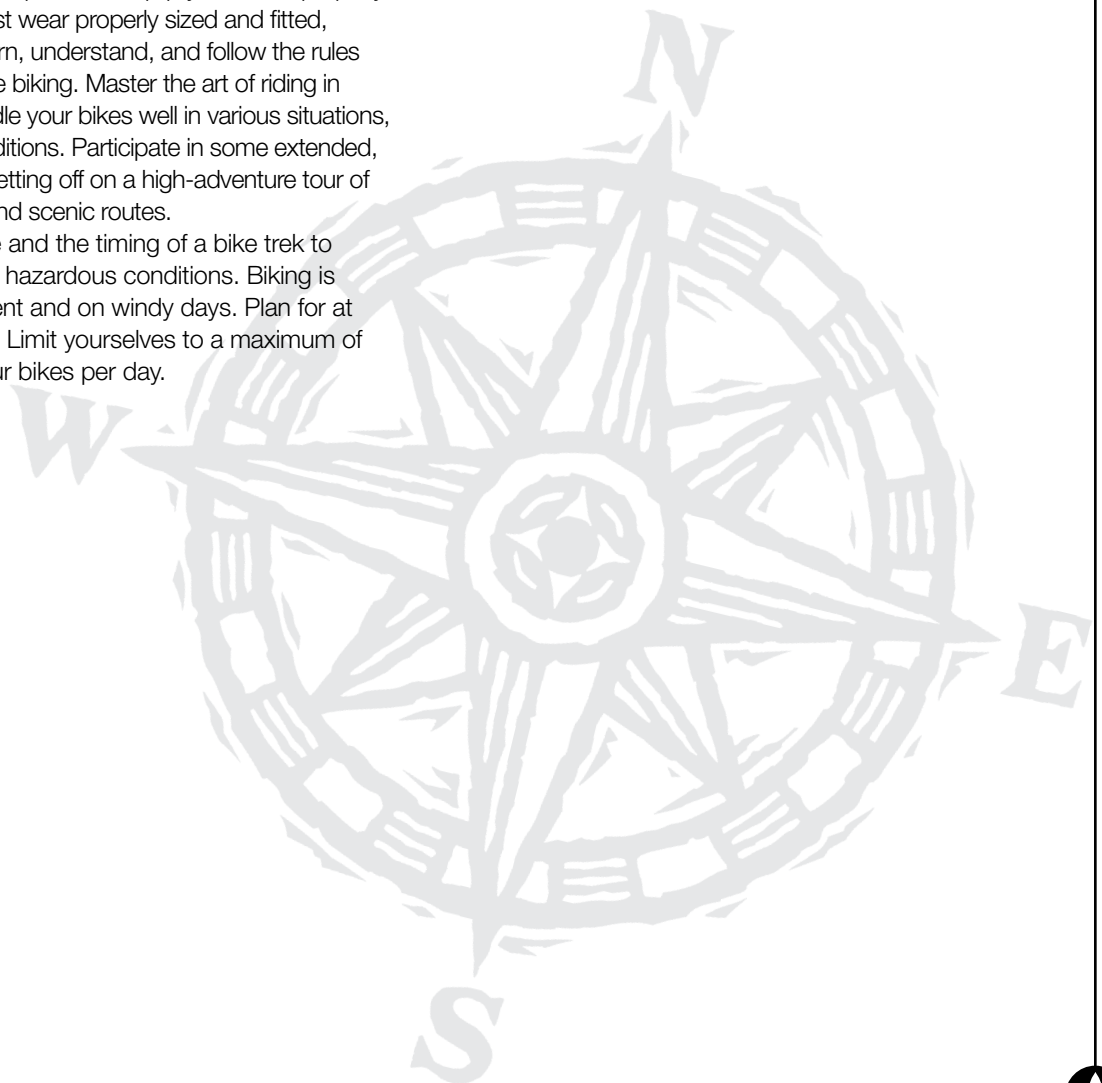 st wear properly sized and fitted,
rn, understand, and follow the rules
e biking. Master the art of riding in
dle your bikes well in various situations,
ditions. Participate in some extended,
etting off on a high-adventure tour of
nd scenic routes.
e and the timing of a bike trek to
hazardous conditions. Biking is
ent and on windy days. Plan for at
Limit yourselves to a maximum of
ur bikes per day.
N
W
E
S